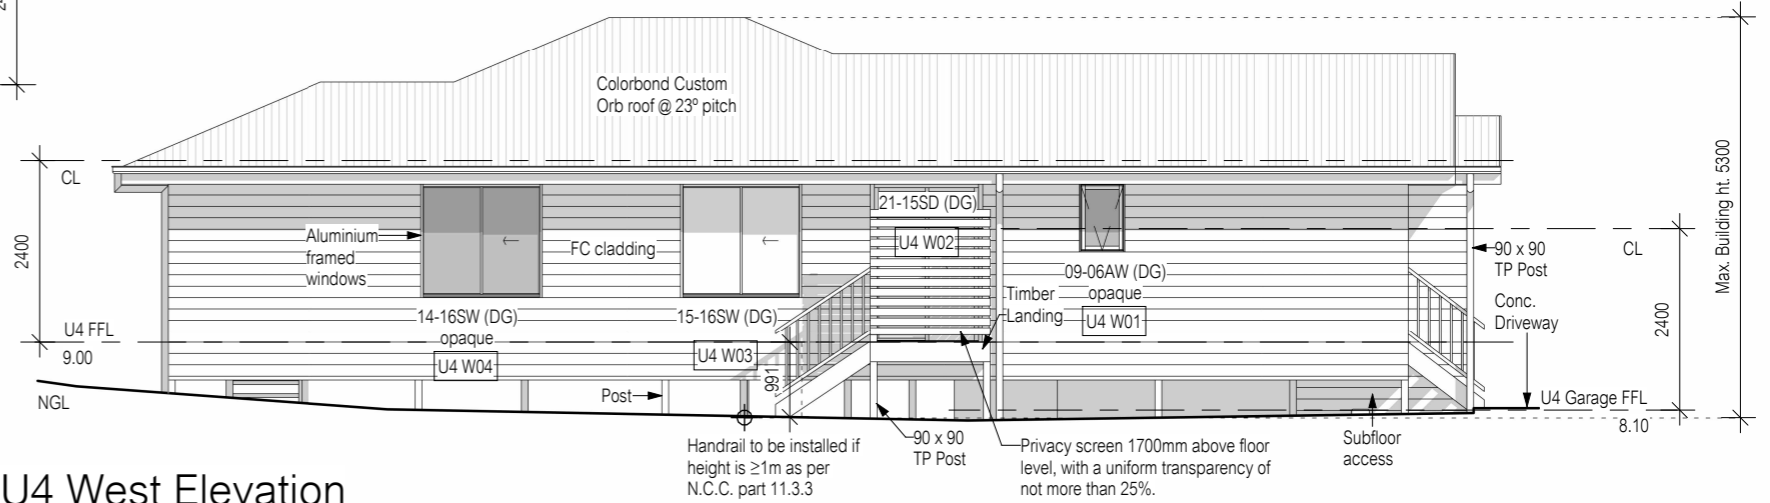 Colorbond Custom
Orb roof @ 23º pitch
CL
2400
21-15SD (DG)
U4 W02
Aluminium
framed
windows
FC cladding
CL
90 x 90
TP Post
Max. Building ht. 5300
09-06AW (DG)
opaque
U4 W01
Timber
Landing
Conc.
Driveway
2400
14-16SW (DG)
opaque
U4 W04
15-16SW (DG)
U4 W03
U4 FFL
9.00
991
NGL
Post
U4 Garage FFL
8.10
Handrail to be installed if
height is ≥1m as per
N.C.C. part 11.3.3
90 x 90
TP Post
Privacy screen 1700mm above floor
level, with a uniform transparency of
not more than 25%.
Subfloor
access
U4 West Elevation